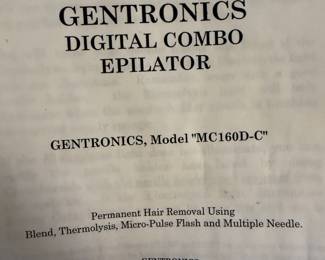 GENTRONICS
DIGITAL COMBO
EPILATOR
GENTRONICS, Model "MC160D-C"
Permanent Hair Removal Using
Blend, Thermolysis, Micro-Pulse Flash and Multiple Needle.
GENTRONICS